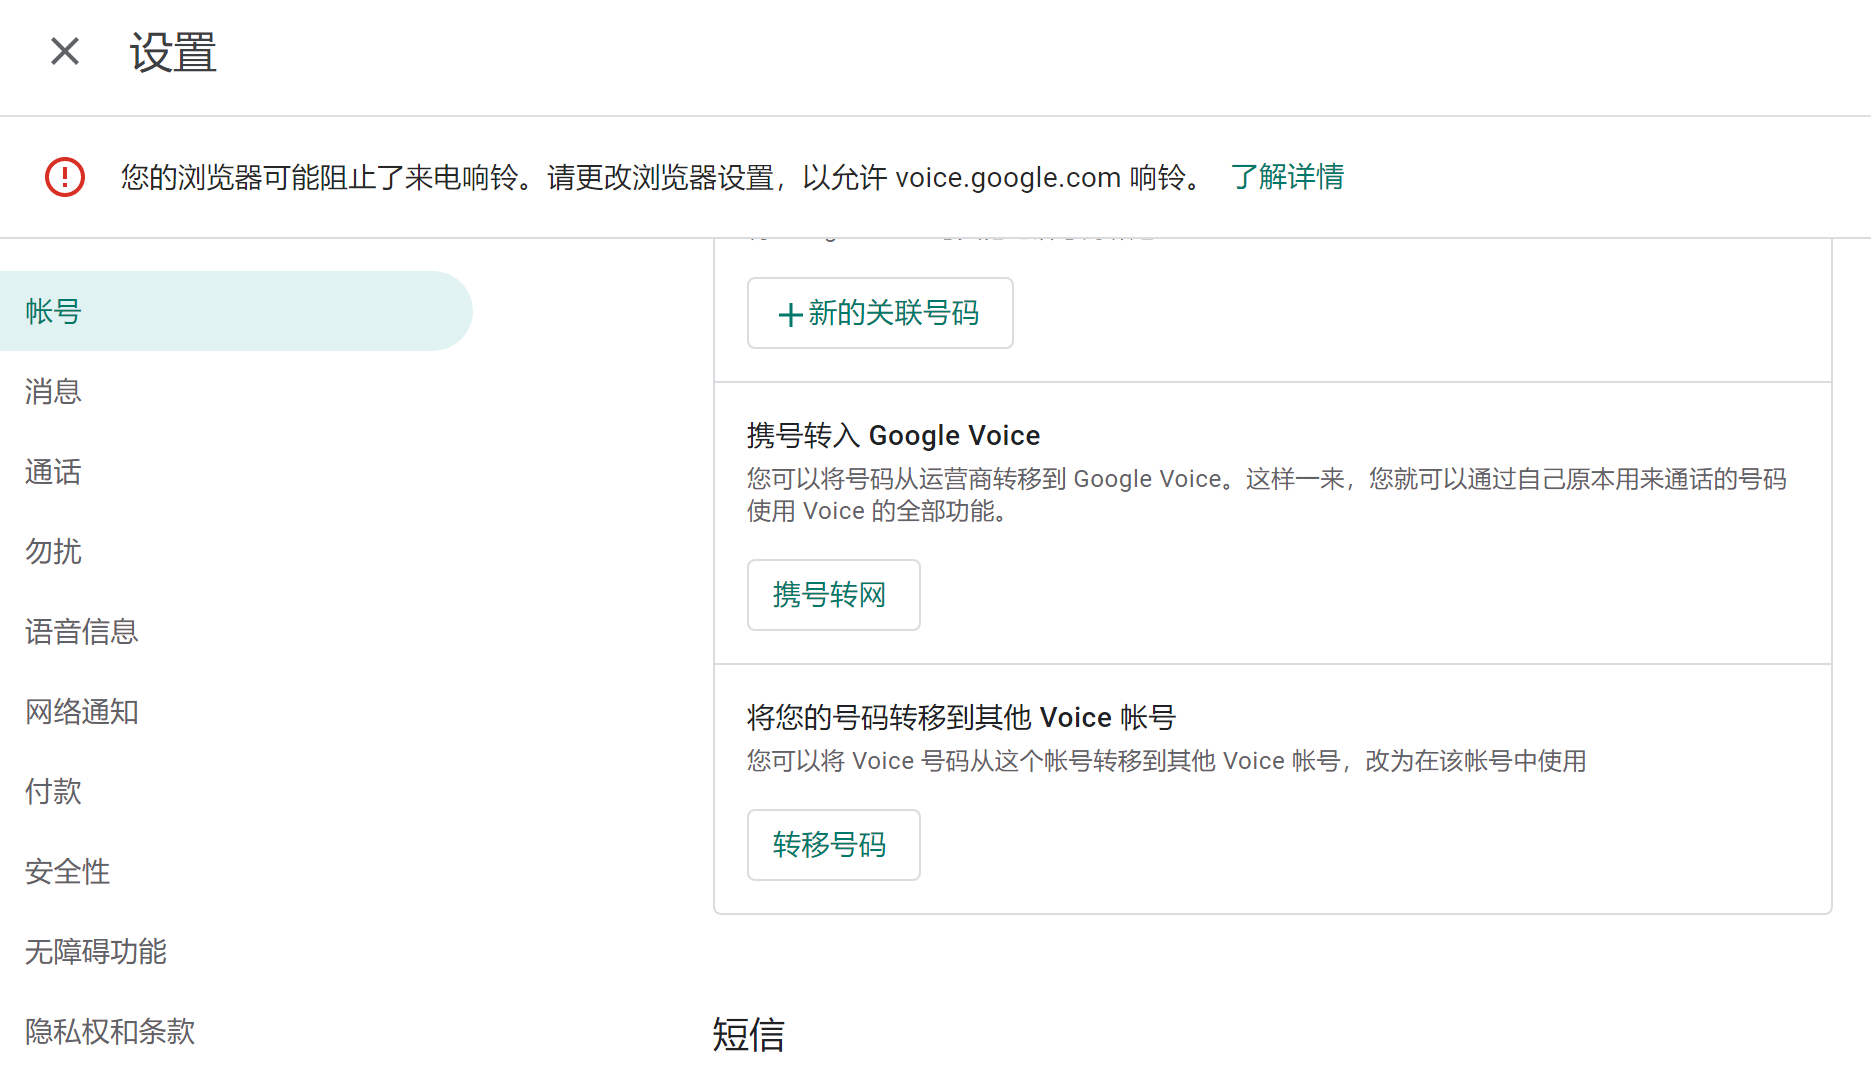 设置
您的浏览器可能阻止了来电响铃。请更改浏览器设置，以允许 voice.google.com 响铃。 了解详情
帐号
消息
通话
勿扰
语音信息
网络通知
付款
安全性
无障碍功能
隐私权和条款
+新的关联号码
携号转入 Google Voice
您可以将号码从运营商转移到 Google Voice。这样一来，您就可以通过自己原本用来通话的号码
使用 Voice 的全部功能。
携号转网
将您的号码转移到其他 Voice 帐号
您可以将 Voice 号码从这个帐号转移到其他 Voice 帐号，改为在该帐号中使用
转移号码
短信